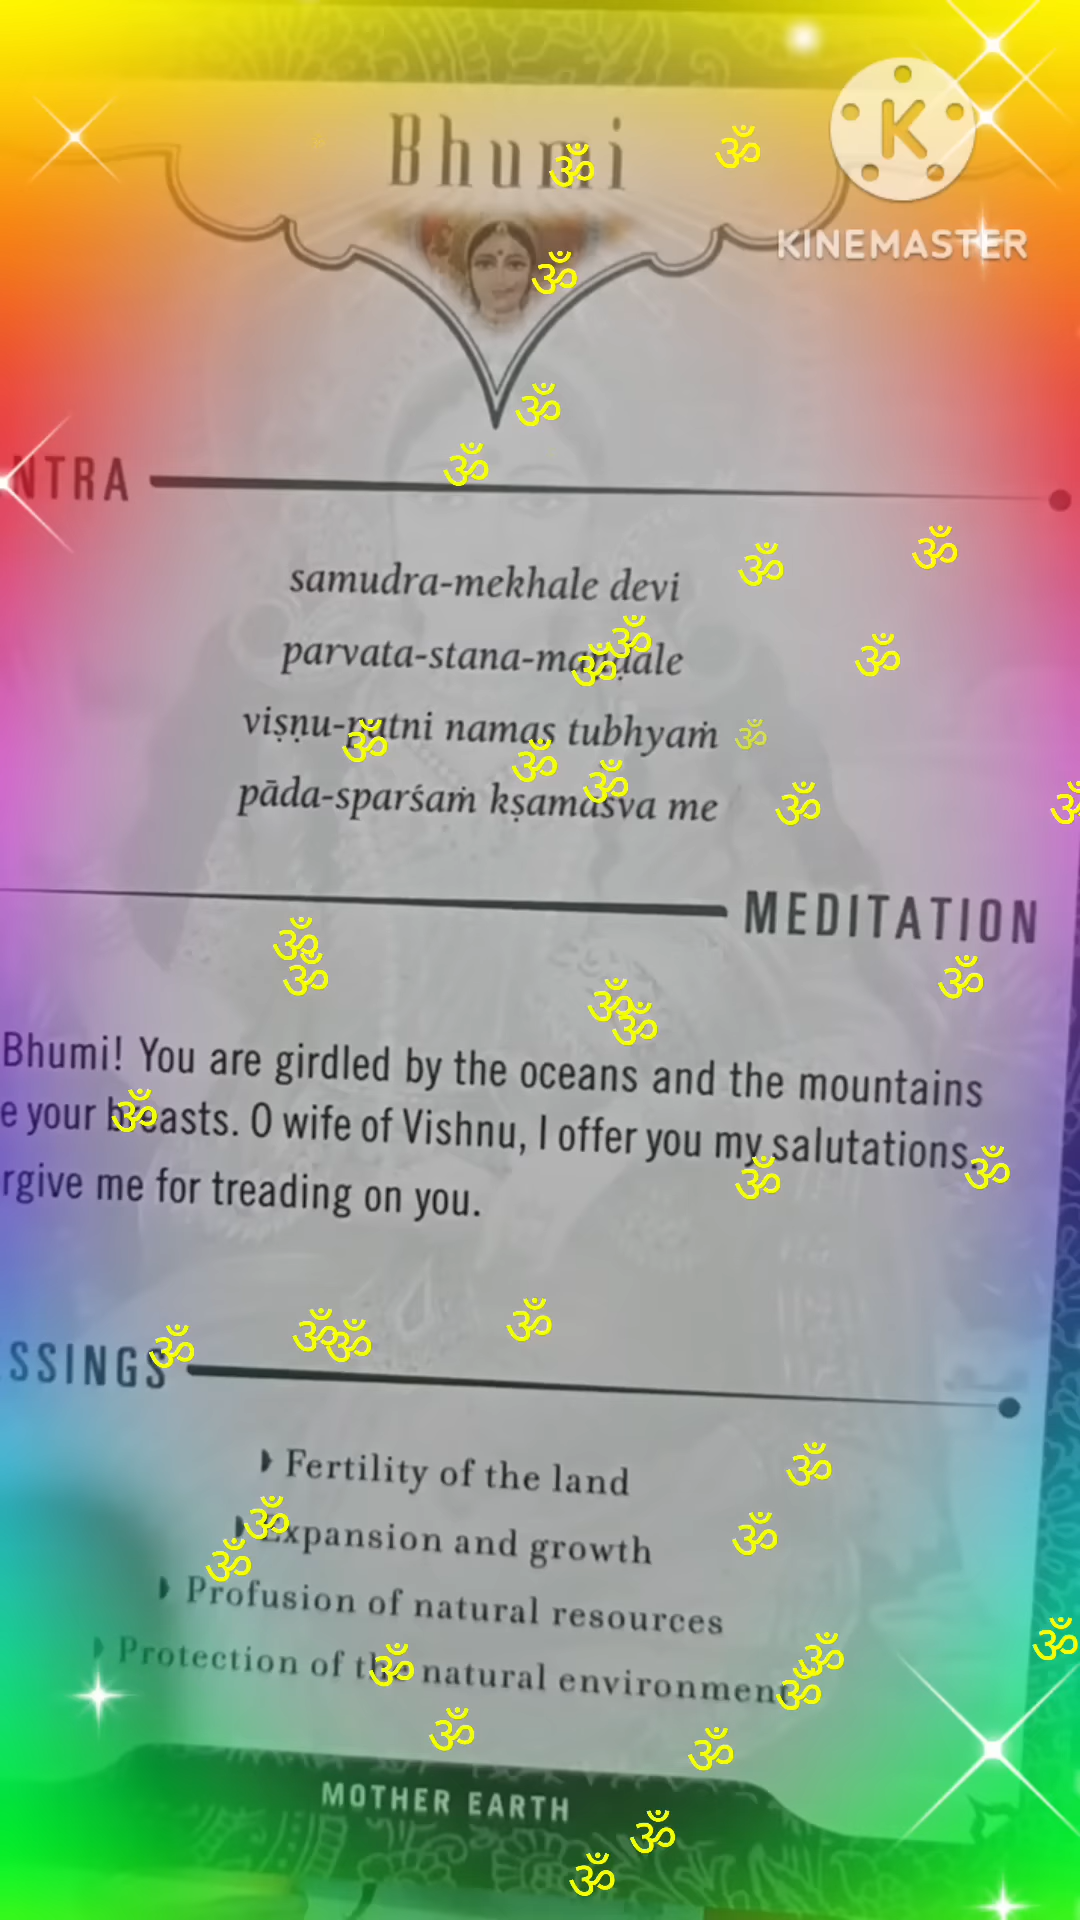 Bhumi
K
KINEMASTER
NTRA
samudra-mekhale devi
parvata-stana-maṇḍale
viṣṇu-patni namas tubhyaṁ
pāda-sparśaṁ kṣamasva me
MEDITATION
Bhumi! You are girdled by the oceans and the mountains
e your breasts. O wife of Vishnu, I offer you my salutations.
rgive me for treading on you.
SSINGS
Fertility of the land
Expansion and growth
Profusion of natural resources
Protection of the natural environment
MOTHER EARTH